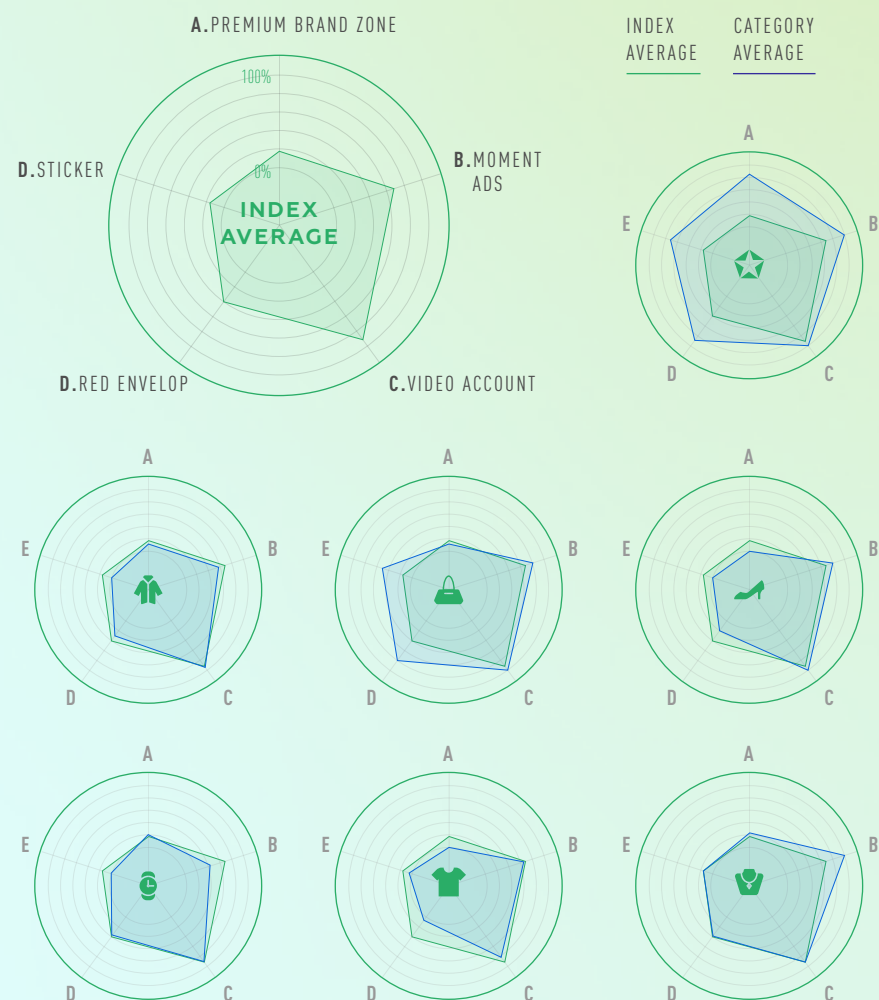 A.PREMIUM BRAND ZONE
INDEX
AVERAGE
CATEGORY
AVERAGE
100%
0%
D.STICKER
B.MOMENT
ADS
INDEX
AVERAGE
D.RED ENVELOP
C.VIDEO ACCOUNT
A
E
B
D
C
A
E
B
D
C
A
E
B
D
C
A
E
B
D
C
A
E
B
D
C
A
E
B
D
C
A
E
B
D
C